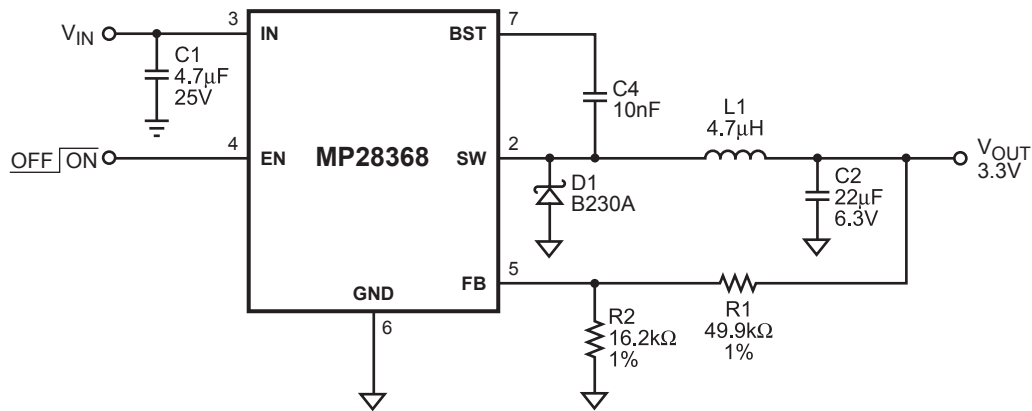 V_IN
C1
4.7µF
25V
OFF ON
3
IN
4
EN
MP28368
GND
6
BST
7
SW
2
FB
5
C4
10nF
D1
B230A
L1
4.7µH
C2
22µF
6.3V
V_OUT
3.3V
R2
16.2kΩ
1%
R1
49.9kΩ
1%